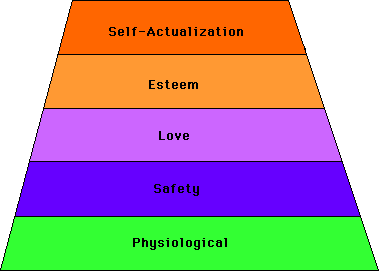 Self-Actualization
Esteem
Love
Safety
Physiological